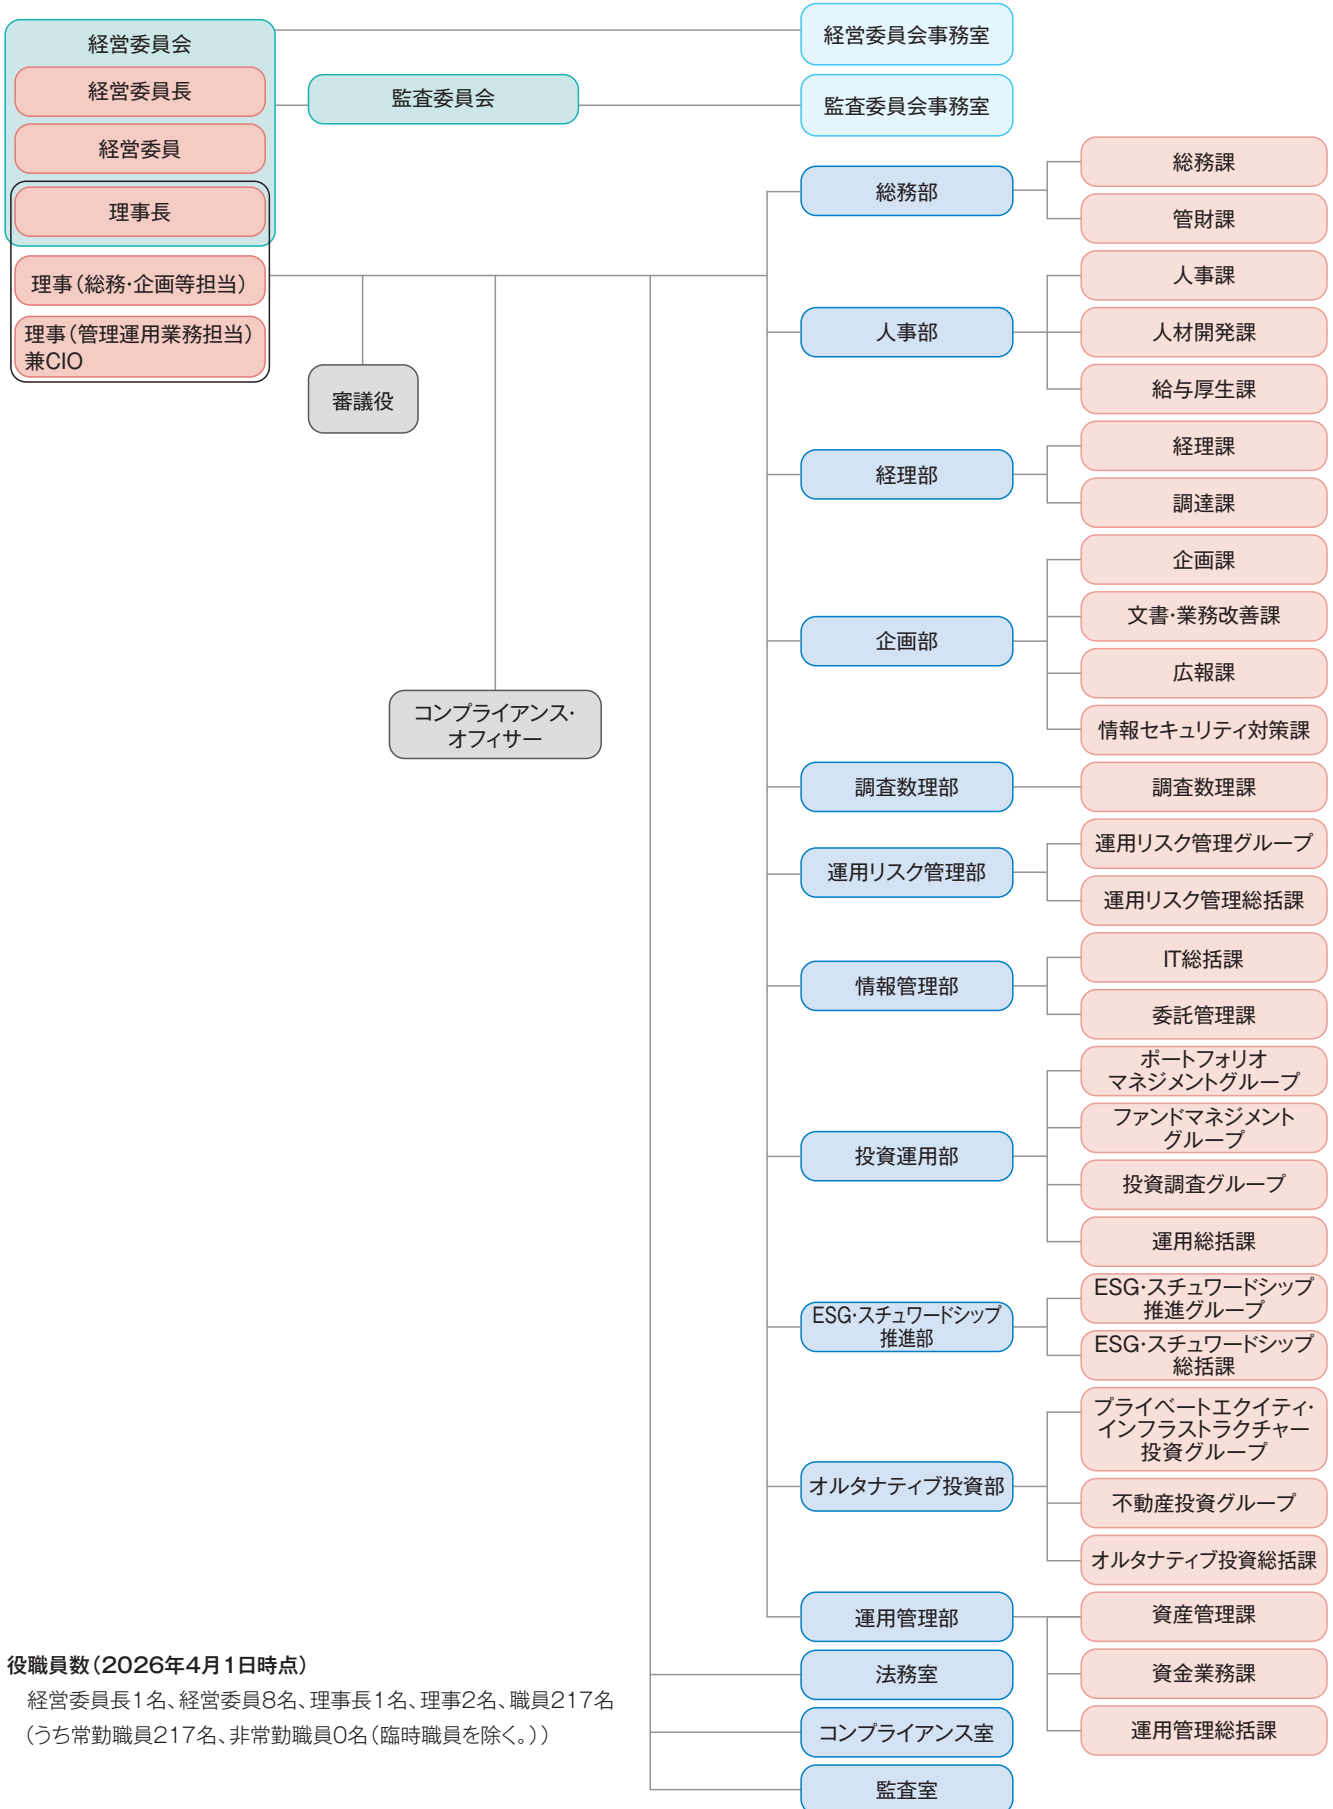 経営委員会
経営委員長
経営委員
理事長
理事(総務・企画等担当)
理事(管理運用業務担当)
兼CIO
監査委員会
経営委員会事務室
監査委員会事務室
審議役
コンプライアンス・
オフィサー
総務部
総務課
管財課
人事部
人事課
人材開発課
給与厚生課
経理部
経理課
調達課
企画部
企画課
文書・業務改善課
広報課
情報セキュリティ対策課
調査数理部
調査数理課
運用リスク管理部
運用リスク管理グループ
運用リスク管理総括課
情報管理部
IT総括課
委託管理課
投資運用部
ポートフォリオ
マネジメントグループ
ファンドマネジメント
グループ
投資調査グループ
運用総括課
ESG・スチュワードシップ
推進部
ESG・スチュワードシップ
推進グループ
ESG・スチュワードシップ
総括課
オルタナティブ投資部
プライベートエクイティ・
インフラストラクチャー
投資グループ
不動産投資グループ
オルタナティブ投資総括課
運用管理部
資産管理課
資金業務課
運用管理総括課
法務室
コンプライアンス室
監査室
役職員数(2026年4月1日時点)
経営委員長1名、経営委員8名、理事長1名、理事2名、職員217名
(うち常勤職員217名、非常勤職員0名(臨時職員を除く。))